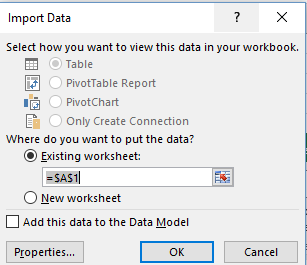 Import Data
?
Select how you want to view this data in your workbook.
Table
PivotTable Report
PivotChart
Only Create Connection
Where do you want to put the data?
Existing worksheet:
=$A$1
New worksheet
Add this data to the Data Model
Properties...
OK
Cancel